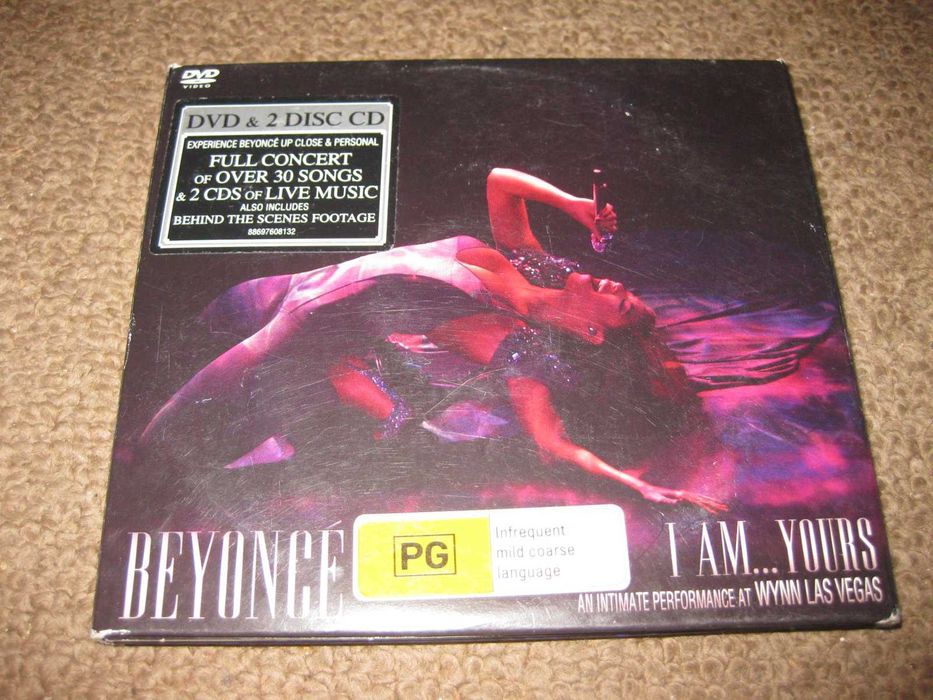 DVD
VIDEO
DVD & 2 DISC CD
EXPERIENCE BEYONCÉ UP CLOSE & PERSONAL
FULL CONCERT
OF OVER 30 SONGS
& 2 CDS OF LIVE MUSIC
ALSO INCLUDES
BEHIND THE SCENES FOOTAGE
88697608132
BEYONCÉ
PG
Infrequent
mild coarse
language
I AM... YOURS
AN INTIMATE PERFORMANCE AT WYNN LAS VEGAS